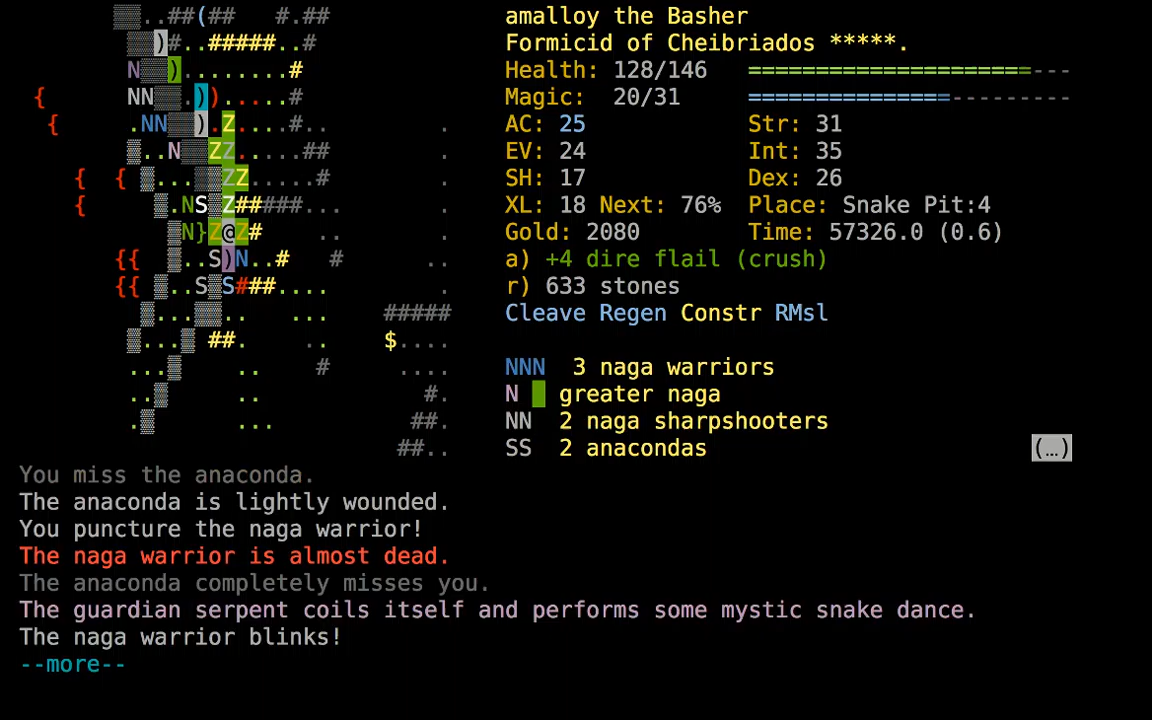 amalloy the Basher
Formicid of Cheibriados *****.
Health: 128/146
Magic: 20/31
AC: 25 Str: 31
EV: 24 Int: 35
SH: 17 Dex: 26
XL: 18 Next: 76% Place: Snake Pit:4
Gold: 2080 Time: 57326.0 (0.6)
a) +4 dire flail (crush)
r) 633 stones
Cleave Regen Constr RMsl
NNN 3 naga warriors
N greater naga
NN 2 naga sharpshooters
SS 2 anacondas
(…)
You miss the anaconda.
The anaconda is lightly wounded.
You puncture the naga warrior!
The naga warrior is almost dead.
The anaconda completely misses you.
The guardian serpent coils itself and performs some mystic snake dance.
The naga warrior blinks!
--more--